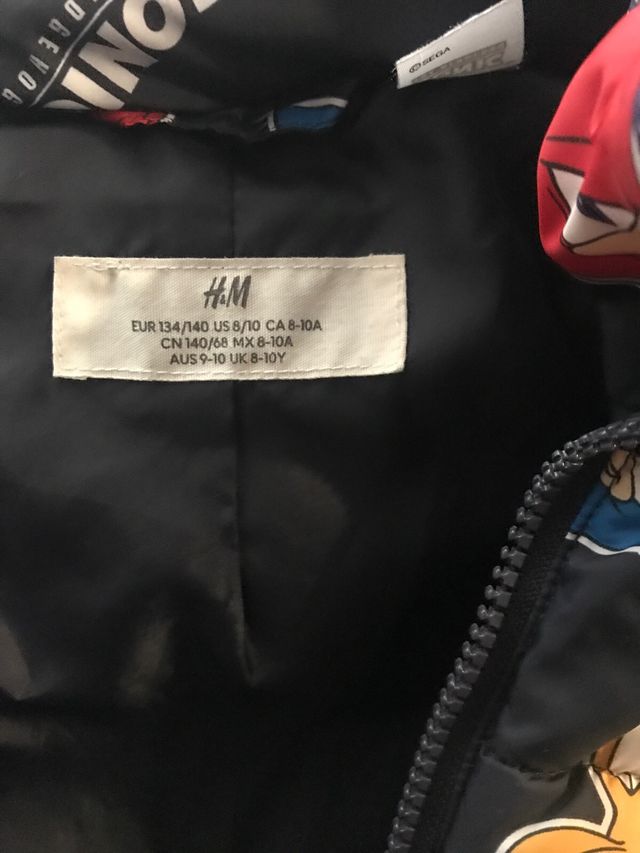 ©SEGA
H&M
EUR 134/140 US 8/10 CA 8-10A
CN 140/68 MX 8-10A
AUS 9-10 UK 8-10Y